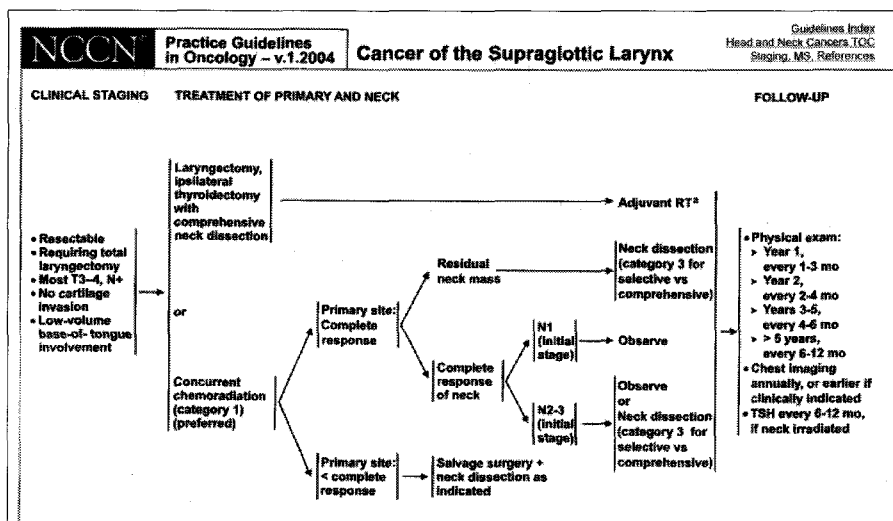 NCCN®
Practice Guidelines
in Oncology – v.1.2004
Cancer of the Supraglottic Larynx
Guidelines Index
Head and Neck Cancers TOC
Staging, MS, References
CLINICAL STAGING
TREATMENT OF PRIMARY AND NECK
FOLLOW-UP
• Resectable
• Requiring total
laryngectomy
• Most T3–4, N+
• No cartilage
invasion
• Low-volume
base-of- tongue
involvement
Laryngectomy,
ipsilateral
thyroidectomy
with
comprehensive
neck dissection
or
Concurrent
chemoradiation
(category 1)
(preferred)
Adjuvant RTᵃ
Primary site:
Complete
response
Residual
neck mass
Neck dissection
(category 3 for
selective vs
comprehensive)
Complete
response
of neck
N1
(initial
stage)
Observe
N2-3
(initial
stage)
Observe
or
Neck dissection
(category 3 for
selective vs
comprehensive)
Primary site:
< complete
response
Salvage surgery +
neck dissection as
indicated
• Physical exam:
➢ Year 1,
every 1-3 mo
➢ Year 2,
every 2-4 mo
➢ Years 3-5,
every 4-6 mo
➢ > 5 years,
every 6-12 mo
• Chest imaging
annually, or earlier if
clinically indicated
• TSH every 6-12 mo,
if neck irradiated